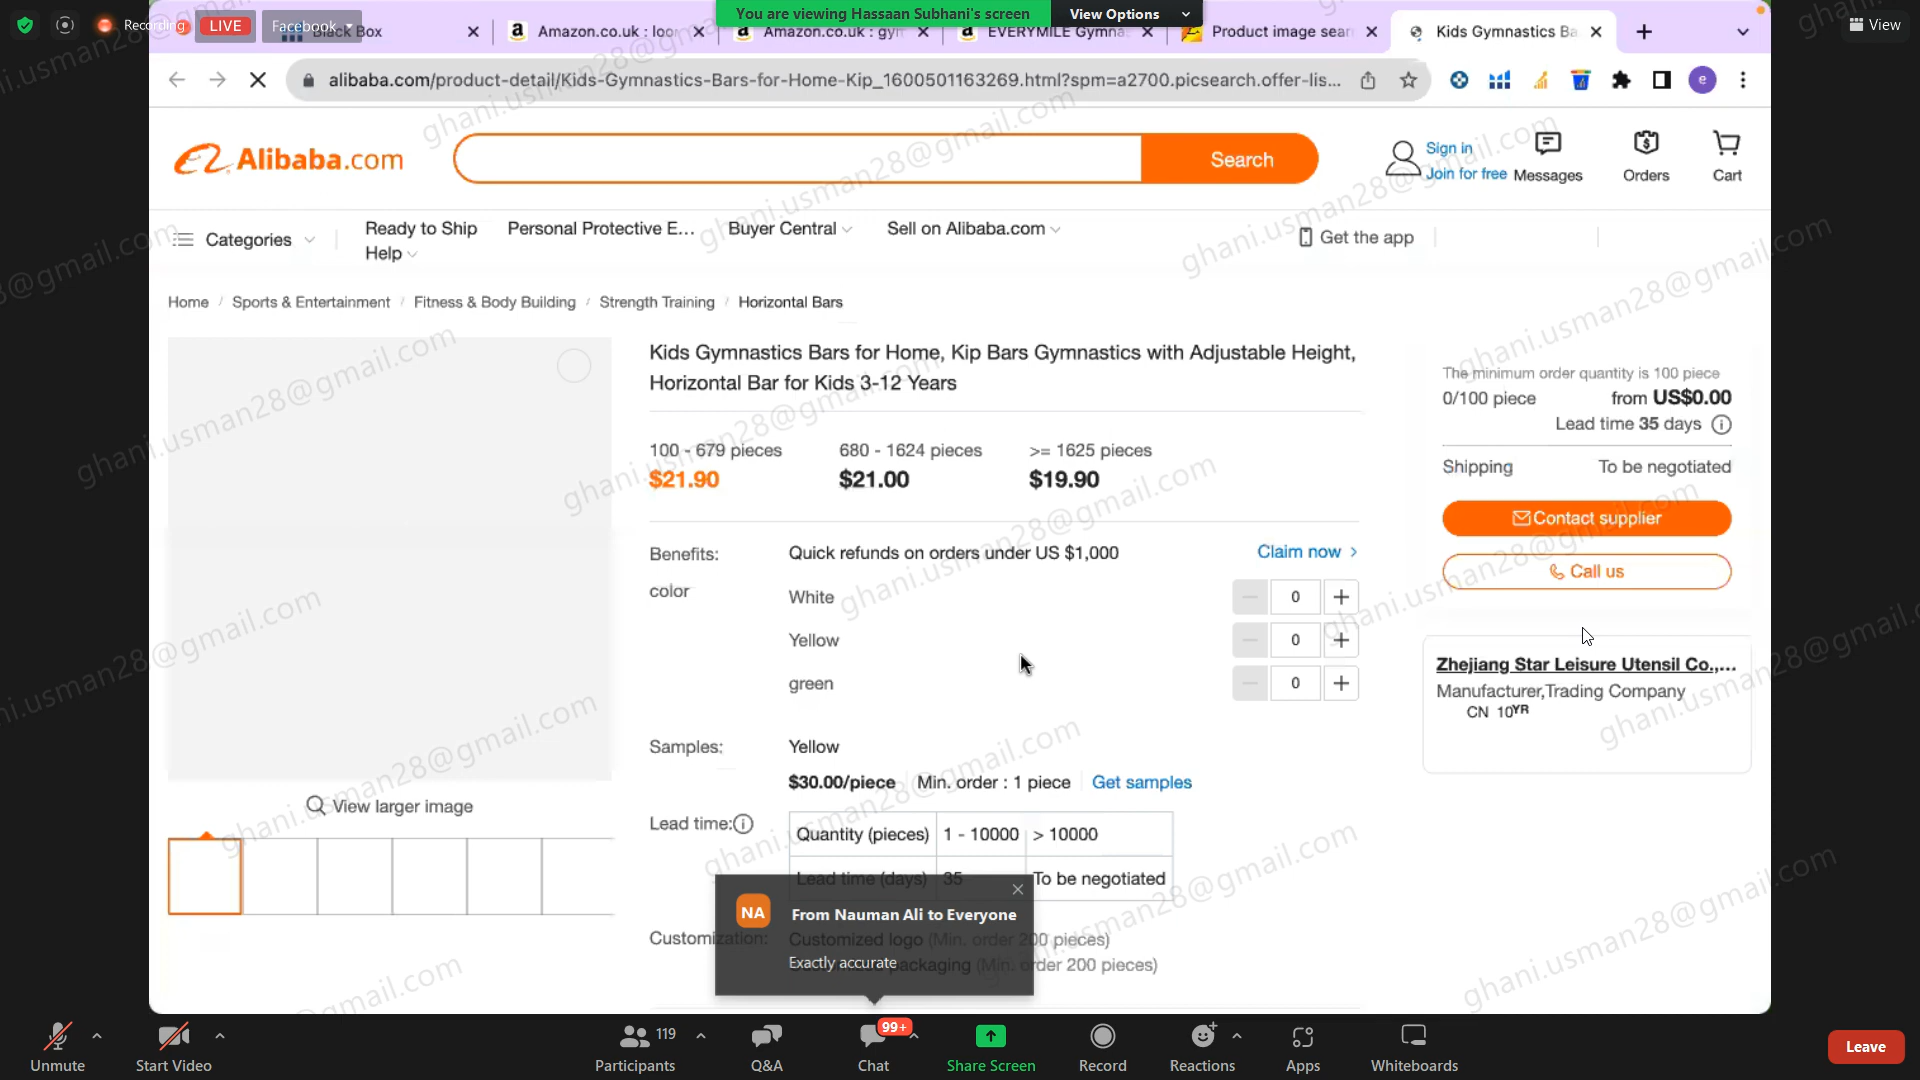 You are viewing Hassaan Subhani's screen
View Options
Recording
LIVE
Facebook
View
Black Box
Amazon.co.uk : loo
Amazon.co.uk : gym
EVERYMILE Gymna
Product image sear
Kids Gymnastics Ba
alibaba.com/product-detail/Kids-Gymnastics-Bars-for-Home-Kip_1600501163269.html?spm=a2700.picsearch.offer-lis...
e
Alibaba.com
Search
Sign in
Join for free
Messages
Orders
Cart
Categories
Ready to Ship
Personal Protective E...
Buyer Central
Sell on Alibaba.com
Help
Get the app
Home / Sports & Entertainment / Fitness & Body Building / Strength Training / Horizontal Bars
Kids Gymnastics Bars for Home, Kip Bars Gymnastics with Adjustable Height,
Horizontal Bar for Kids 3-12 Years
100 - 679 pieces
680 - 1624 pieces
>= 1625 pieces
$21.90
$21.00
$19.90
Benefits:
Quick refunds on orders under US $1,000
Claim now >
color
White
0
Yellow
0
green
0
Samples:
Yellow
$30.00/piece
Min. order : 1 piece
Get samples
Lead time:
Quantity (pieces)
1 - 10000
> 10000
Lead time (days)
35
To be negotiated
Customization:
Customized logo (Min. order 200 pieces)
packaging (Min. order 200 pieces)
View larger image
The minimum order quantity is 100 piece
0/100 piece
from US$0.00
Lead time 35 days
Shipping
To be negotiated
Contact supplier
Call us
Zhejiang Star Leisure Utensil Co.,...
Manufacturer,Trading Company
CN 10YR
NA
From Nauman Ali to Everyone
Exactly accurate
ghani.usman28@gmail.com
Unmute
Start Video
119
Participants
Q&A
99+
Chat
Share Screen
Record
Reactions
Apps
Whiteboards
Leave